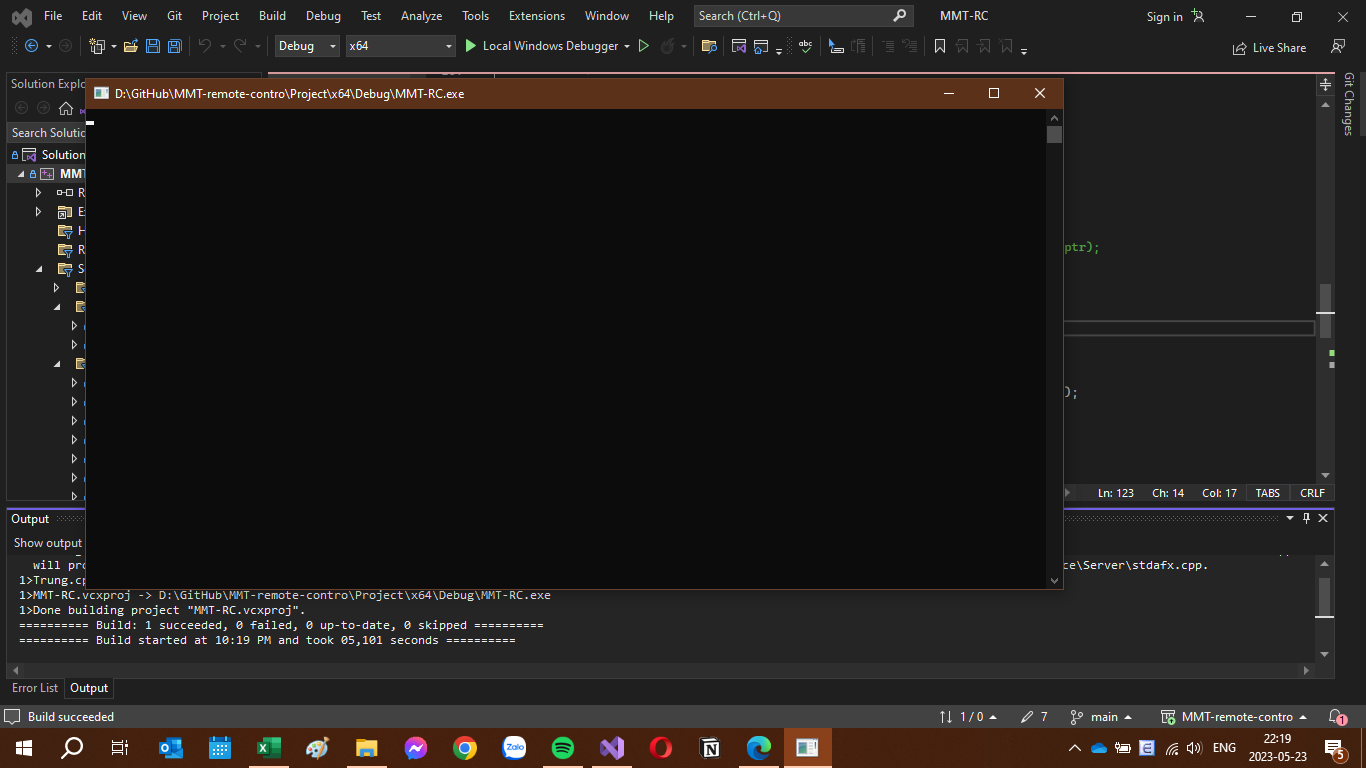 File Edit View Git Project Build Debug Test Analyze Tools Extensions Window Help Search (Ctrl+Q) MMT-RC Sign in
Debug x64 Local Windows Debugger Live Share
Solution Explo
D:\GitHub\MMT-remote-contro\Project\x64\Debug\MMT-RC.exe
Git Changes
Search Solutio
Solution
MMT
R
E
H
R
S
ptr);
);
Ln: 123 Ch: 14 Col: 17 TABS CRLF
Output
Show output
will pro
ce\Server\stdafx.cpp.
1>Trung.cp
1>MMT-RC.vcxproj -> D:\GitHub\MMT-remote-contro\Project\x64\Debug\MMT-RC.exe
1>Done building project "MMT-RC.vcxproj".
========== Build: 1 succeeded, 0 failed, 0 up-to-date, 0 skipped ==========
========== Build started at 10:19 PM and took 05,101 seconds ==========
Error List Output
Build succeeded 1 / 0 7 main MMT-remote-contro 1
Zalo
ENG
22:19
2023-05-23
5